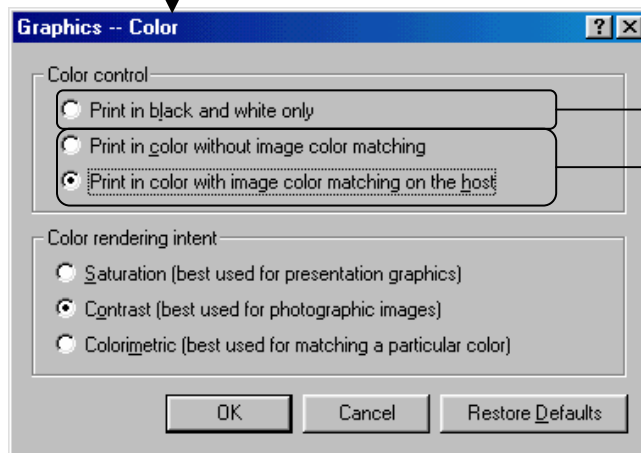 Graphics -- Color
Color control
Print in black and white only
Print in color without image color matching
Print in color with image color matching on the host
Color rendering intent
Saturation (best used for presentation graphics)
Contrast (best used for photographic images)
Colorimetric (best used for matching a particular color)
OK Cancel Restore Defaults